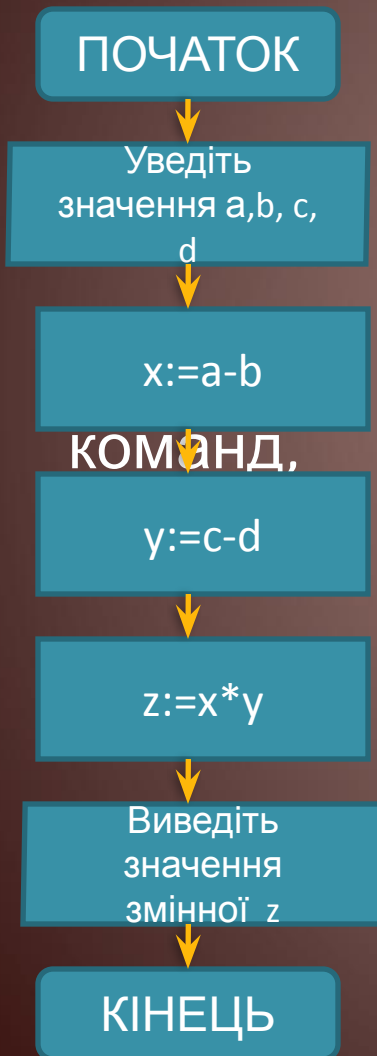 ПОЧАТОК
Уведіть
значення a,b, c,
d
x:=a-b
команд,
y:=c-d
z:=x*y
Виведіть
значення
змінної z
КІНЕЦЬ